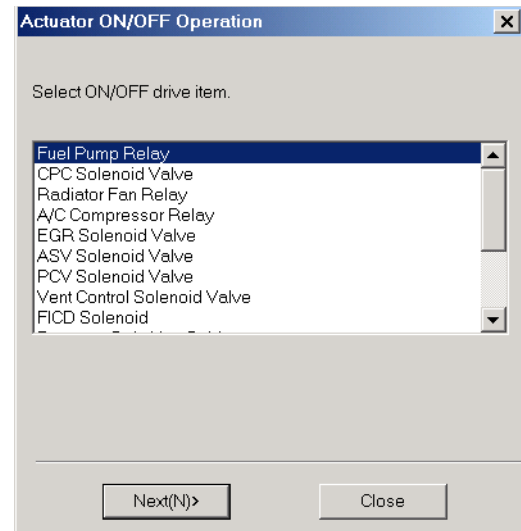 Actuator ON/OFF Operation
Select ON/OFF drive item.
Fuel Pump Relay
CPC Solenoid Valve
Radiator Fan Relay
A/C Compressor Relay
EGR Solenoid Valve
ASV Solenoid Valve
PCV Solenoid Valve
Vent Control Solenoid Valve
FICD Solenoid
Next(N)>
Close